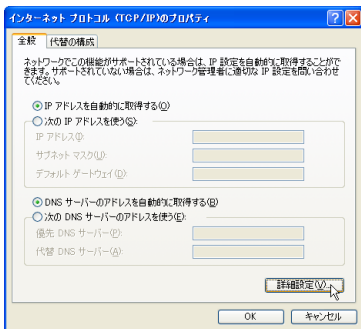 インターネット プロトコル (TCP/IP)のプロパティ
全般 代替の構成
ネットワークでこの機能がサポートされている場合は、IP 設定を自動的に取得することがで
きます。サポートされていない場合は、ネットワーク管理者に適切な IP 設定を問い合わせ
てください。
IP アドレスを自動的に取得する(O)
次の IP アドレスを使う(S):
IP アドレス(I):
サブネット マスク(U):
デフォルト ゲートウェイ(D):
DNS サーバーのアドレスを自動的に取得する(B)
次の DNS サーバーのアドレスを使う(E):
優先 DNS サーバー(P):
代替 DNS サーバー(A):
詳細設定(V)...
OK キャンセル